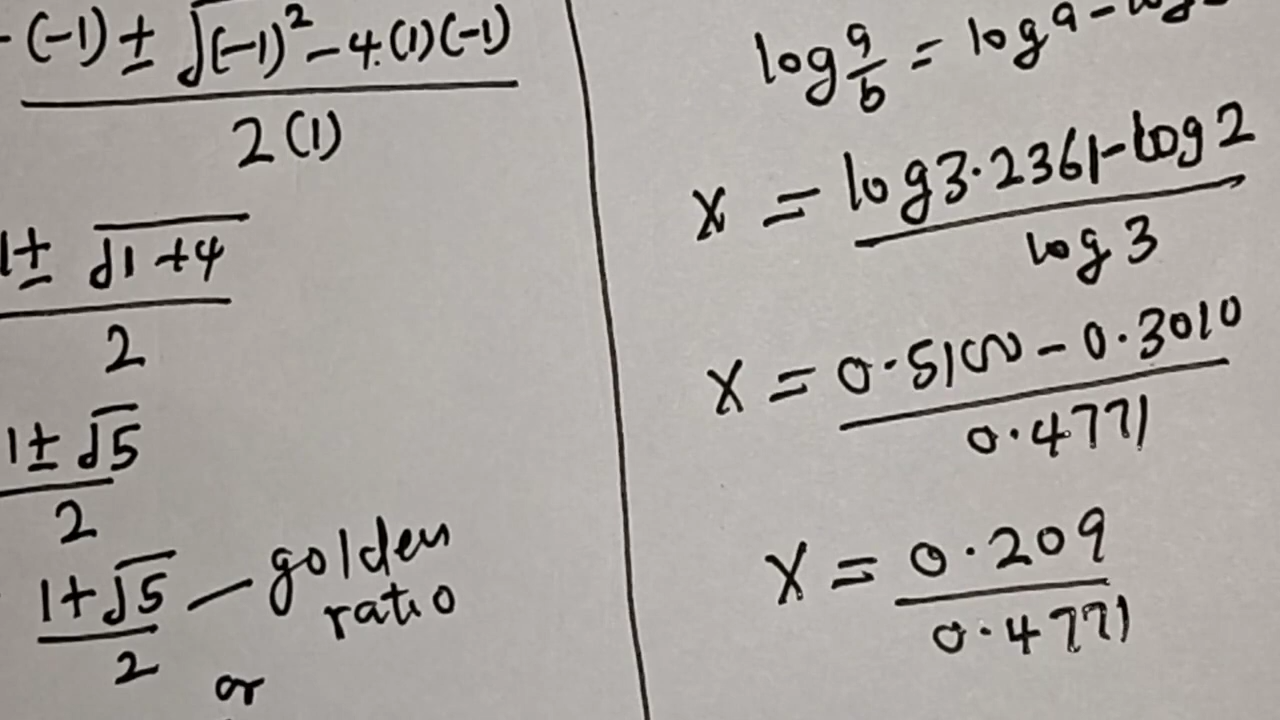 -(-1) ± √(-1)² - 4.(1)(-1)
2(1)
1 ± √1+4
2
1 ± √5
2
1+√5 — golden
2 ratio
or
log a/b = log a -
x = log 3.2361 - log 2
log 3
x = 0.5100 - 0.3010
0.4771
x = 0.209
0.4771